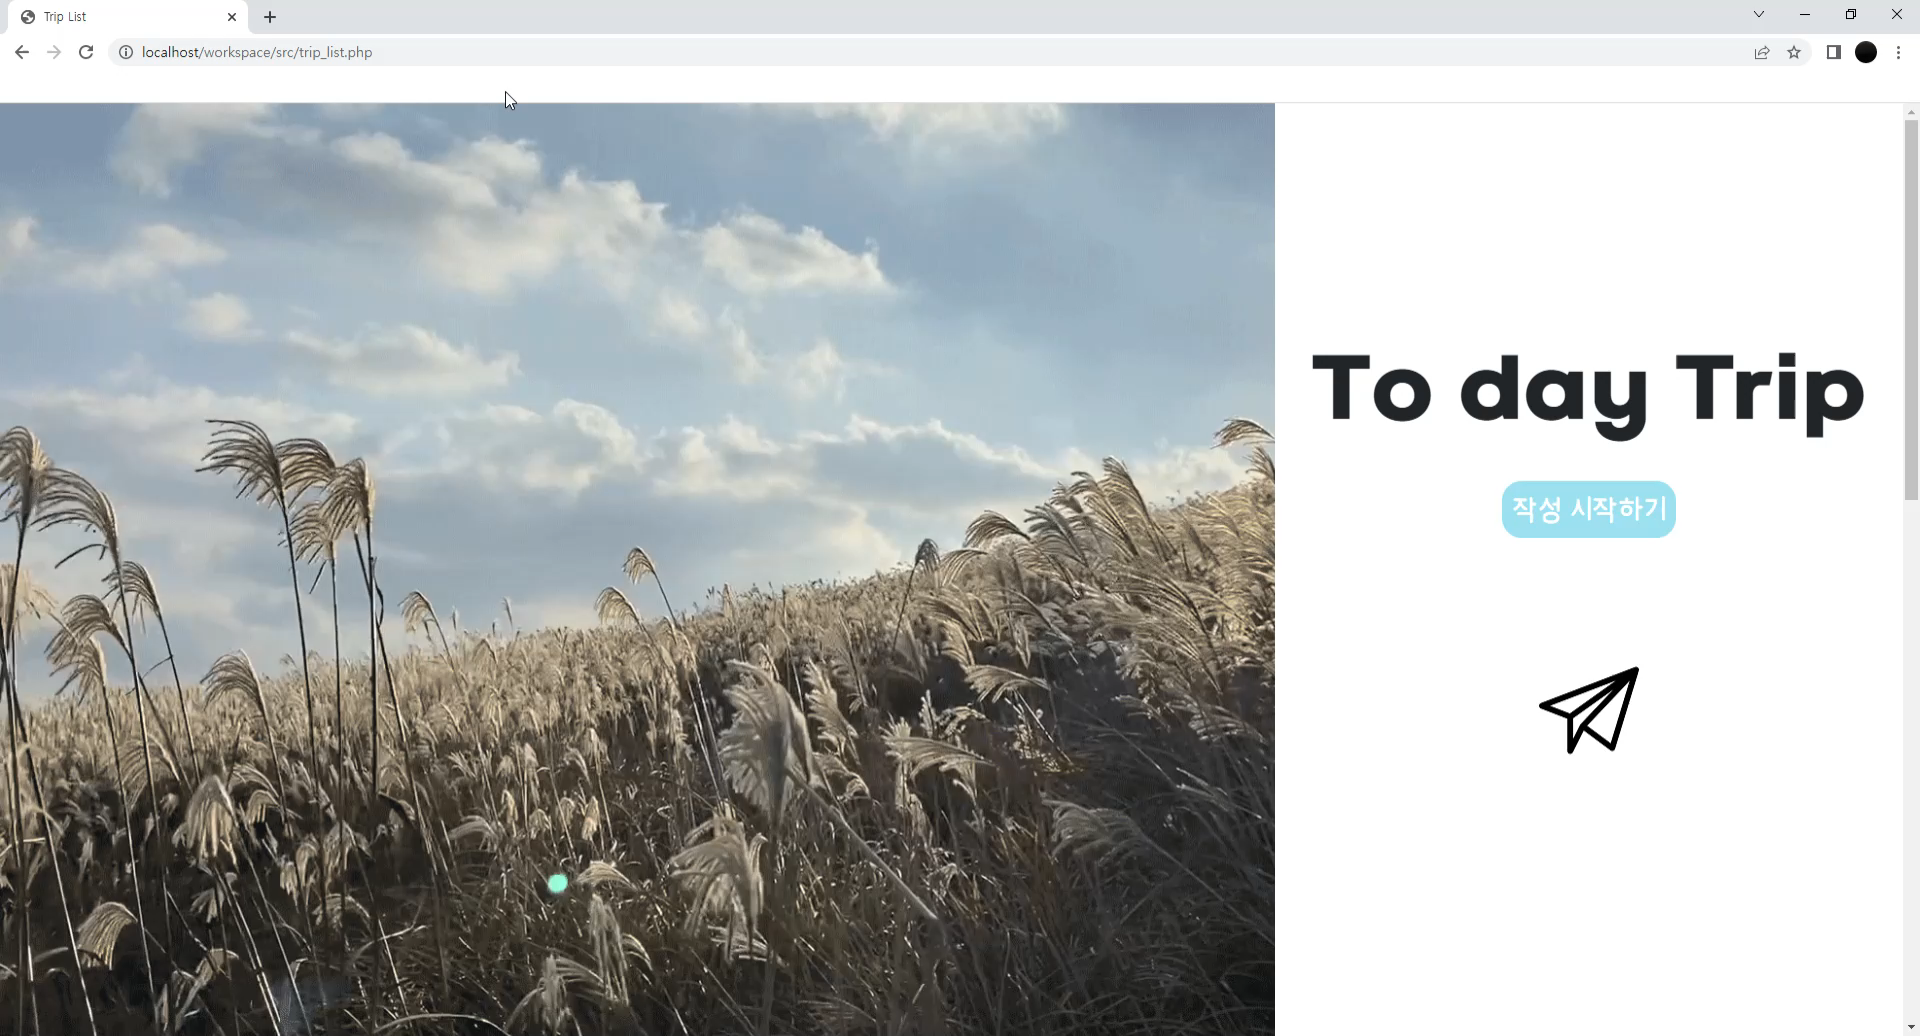 Trip List
localhost/workspace/src/trip_list.php
To day Trip
작성 시작하기